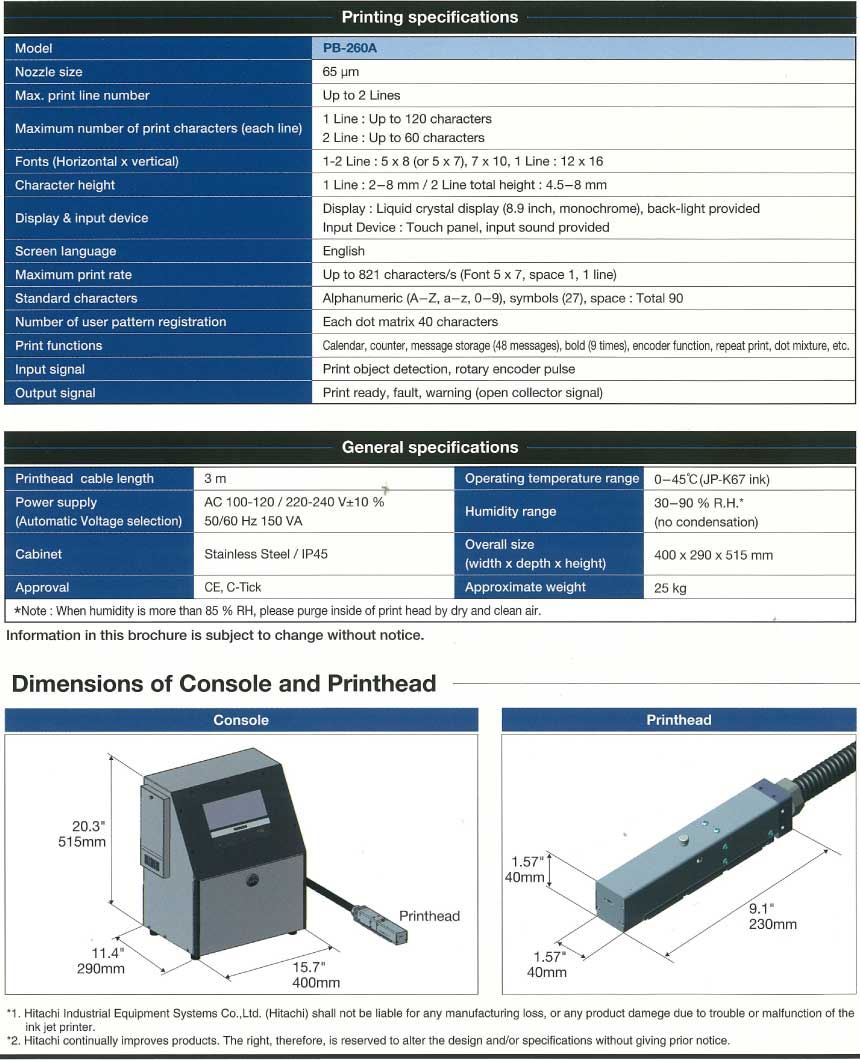 Printing specifications
Model PB-260A
Nozzle size 65 µm
Max. print line number Up to 2 Lines
Maximum number of print characters (each line) 1 Line : Up to 120 characters
2 Line : Up to 60 characters
Fonts (Horizontal x vertical) 1-2 Line : 5 x 8 (or 5 x 7), 7 x 10, 1 Line : 12 x 16
Character height 1 Line : 2–8 mm / 2 Line total height : 4.5–8 mm
Display & input device Display : Liquid crystal display (8.9 inch, monochrome), back-light provided
Input Device : Touch panel, input sound provided
Screen language English
Maximum print rate Up to 821 characters/s (Font 5 x 7, space 1, 1 line)
Standard characters Alphanumeric (A–Z, a–z, 0–9), symbols (27), space : Total 90
Number of user pattern registration Each dot matrix 40 characters
Print functions Calendar, counter, message storage (48 messages), bold (9 times), encoder function, repeat print, dot mixture, etc.
Input signal Print object detection, rotary encoder pulse
Output signal Print ready, fault, warning (open collector signal)
General specifications
Printhead cable length 3 m
Operating temperature range 0–45℃(JP-K67 ink)
Power supply
(Automatic Voltage selection)
AC 100-120 / 220-240 V±10 %
50/60 Hz 150 VA
Humidity range
30–90 % R.H.*
(no condensation)
Cabinet Stainless Steel / IP45
Overall size
(width x depth x height)
400 x 290 x 515 mm
Approval CE, C-Tick
Approximate weight 25 kg
*Note : When humidity is more than 85 % RH, please purge inside of print head by dry and clean air.
Information in this brochure is subject to change without notice.
Dimensions of Console and Printhead
Console
20.3"
515mm
11.4"
290mm
15.7"
400mm
Printhead
Printhead
1.57"
40mm
1.57"
40mm
9.1"
230mm
*1. Hitachi Industrial Equipment Systems Co.,Ltd. (Hitachi) shall not be liable for any manufacturing loss, or any product damege due to trouble or malfunction of the
ink jet printer.
*2. Hitachi continually improves products. The right, therefore, is reserved to alter the design and/or specifications without giving prior notice.